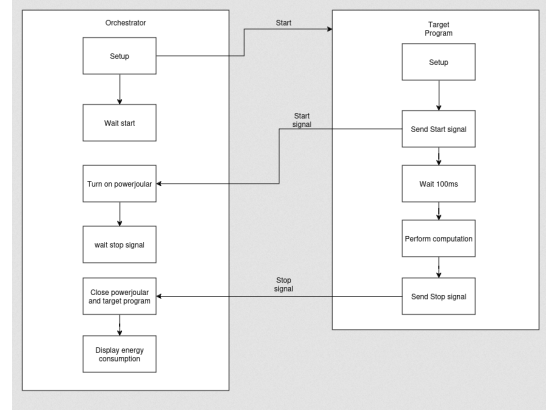 Orchestrator
Start
Target
Program
Setup
Setup
Wait start
Start
signal
Send Start signal
Turn on powerjoular
Wait 100ms
wait stop signal
Perform computation
Stop
signal
Close powerjoular
and target program
Send Stop signal
Display energy
consumption